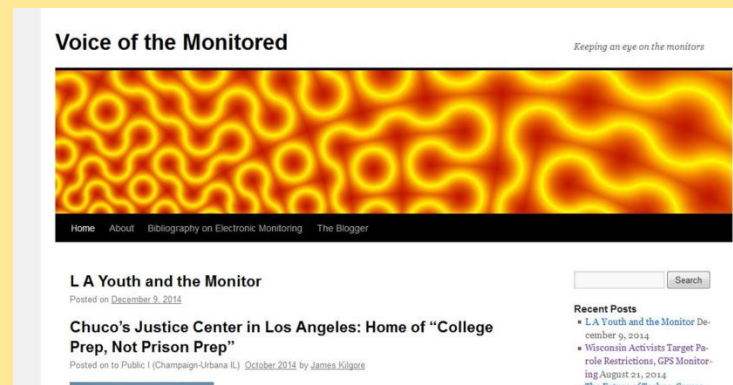 Voice of the Monitored
Keeping an eye on the monitors
Home About Bibliography on Electronic Monitoring The Blogger
L A Youth and the Monitor
Posted on December 9, 2014
Chuco's Justice Center in Los Angeles: Home of “College
Prep, Not Prison Prep”
Posted on to Public I (Champaign-Urbana IL) October 2014 by James Kilgore
Search
Recent Posts
L A Youth and the Monitor De-
cember 9, 2014
Wisconsin Activists Target Pa-
role Restrictions, GPS Monitor-
ing August 21, 2014